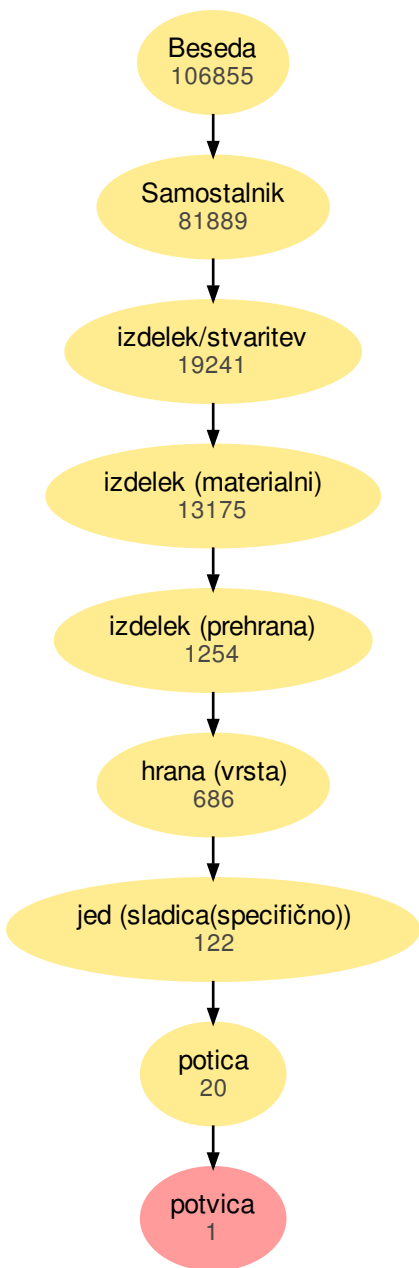 Beseda
106855
Samostalnik
81889
izdelek/stvaritev
19241
izdelek (materialni)
13175
izdelek (prehrana)
1254
hrana (vrsta)
686
jed (sladica(specifično))
122
potica
20
potvica
1